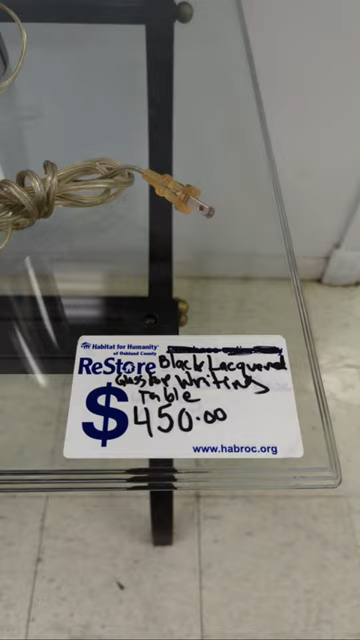 Habitat for Humanity
of Oakland County
ReStore Black Lacquered
Glass top Writing
Table
$450.00
www.habroc.org